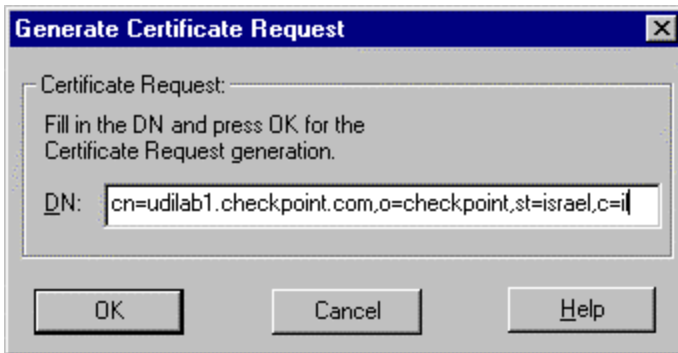 Generate Certificate Request
Certificate Request:
Fill in the DN and press OK for the
Certificate Request generation.
DN: cn=udilab1.checkpoint.com,o=checkpoint,st=israel,c=il
OK Cancel Help